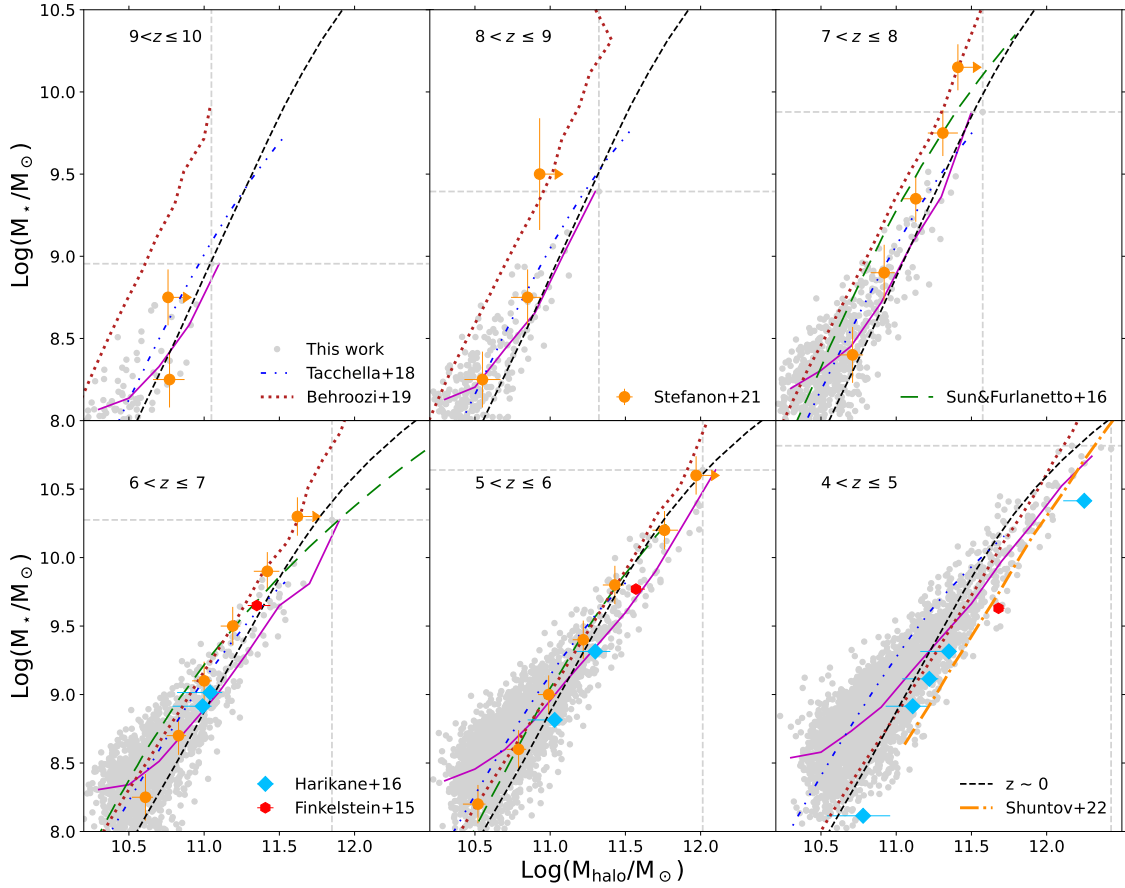 9<z ≤ 10
8 < z ≤ 9
7 < z ≤ 8
10.5
10.0
9.5
9.0
8.5
8.0
Log(M⋆/M⊙)
This work
Tacchella+18
Behroozi+19
Stefanon+21
Sun&Furlanetto+16
6 < z ≤ 7
5 < z ≤ 6
4 < z ≤ 5
8.0
10.5
10.0
9.5
9.0
8.5
8.0
Log(M⋆/M⊙)
Harikane+16
Finkelstein+15
z ~ 0
Shuntov+22
10.5 11.0 11.5 12.0 10.5 11.0 11.5 12.0 10.5 11.0 11.5 12.0
Log(Mhalo/M⊙)